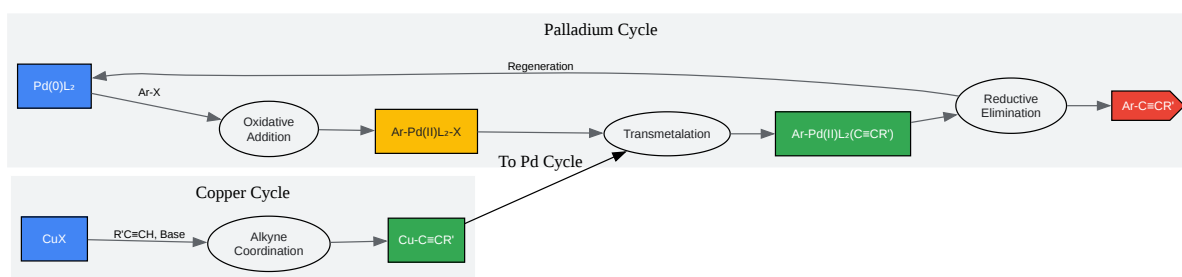 Palladium Cycle
Regeneration
Pd(0)L₂
Ar-X
Oxidative
Addition
Ar-Pd(II)L₂-X
Transmetalation
Ar-Pd(II)L₂(C≡CR')
Reductive
Elimination
Ar-C≡CR'
To Pd Cycle
Copper Cycle
CuX
R'C≡CH, Base
Alkyne
Coordination
Cu-C≡CR'